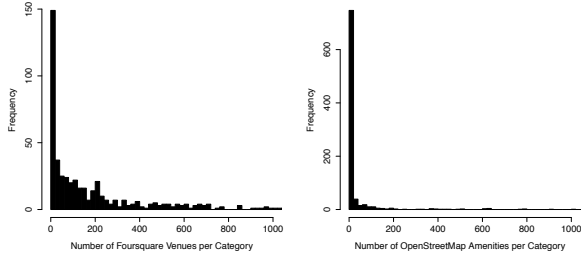 150
100
50
0
Frequency
0 200 400 600 800 1000
Number of Foursquare Venues per Category
600
400
200
0
Frequency
0 200 400 600 800 1000
Number of OpenStreetMap Amenities per Category